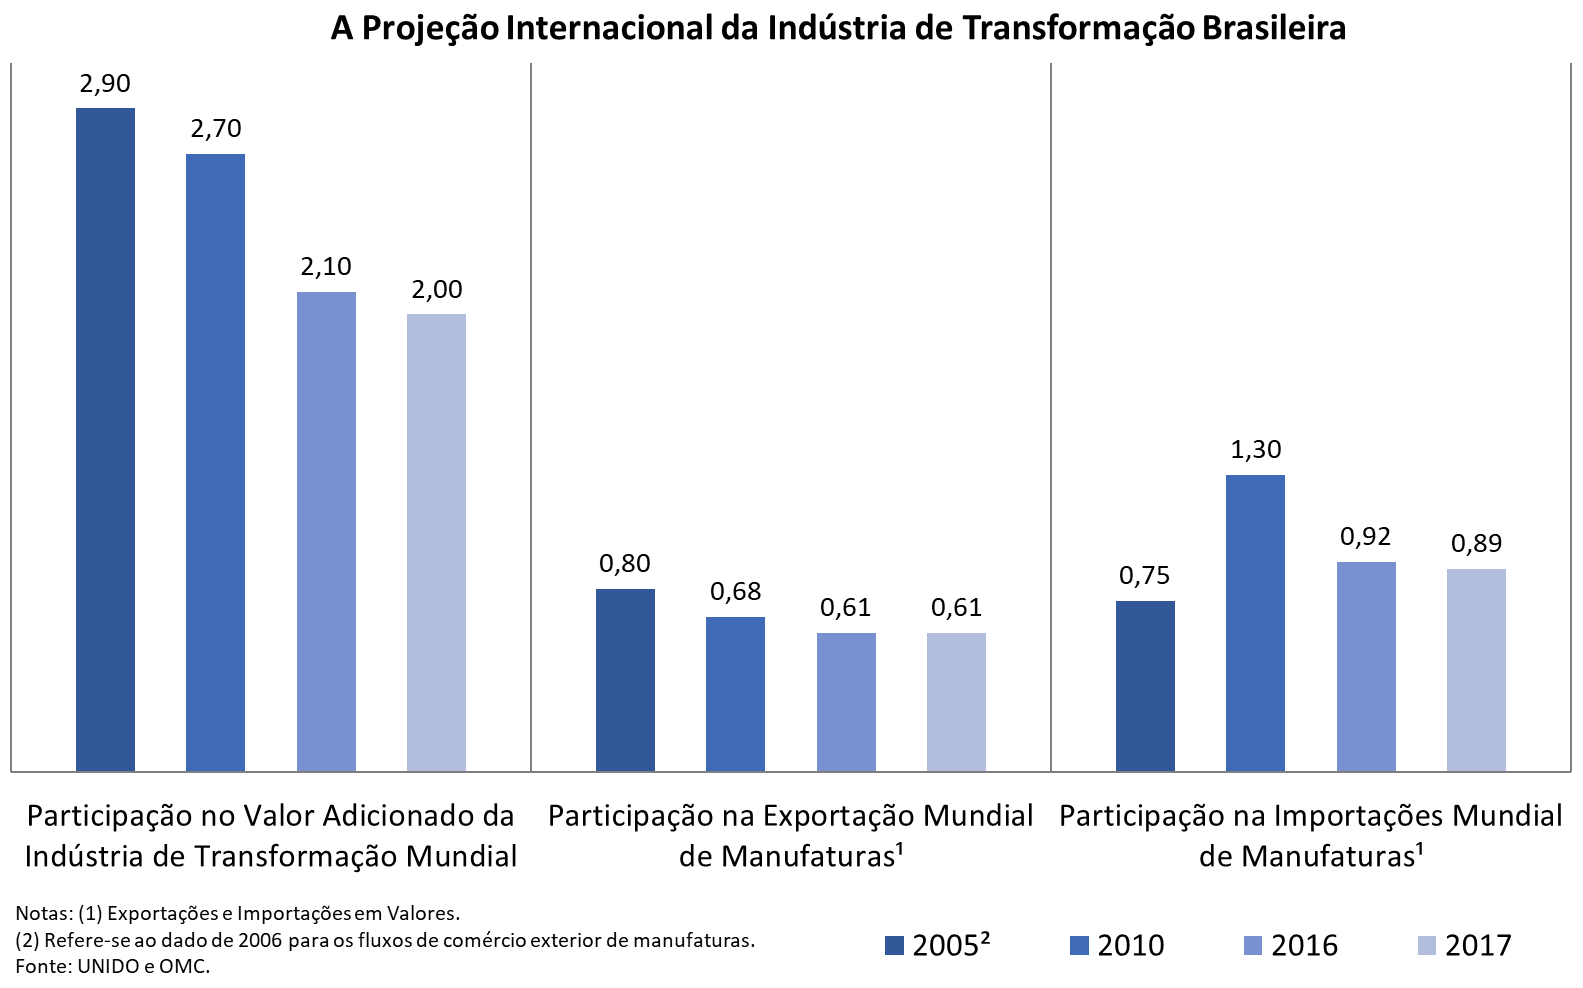 A Projeção Internacional da Indústria de Transformação Brasileira
2,90
2,70
2,10
2,00
0,80
0,68
0,61
0,61
0,75
1,30
0,92
0,89
Participação no Valor Adicionado da
Indústria de Transformação Mundial
Participação na Exportação Mundial
de Manufaturas¹
Participação na Importações Mundial
de Manufaturas¹
Notas: (1) Exportações e Importações em Valores.
(2) Refere-se ao dado de 2006 para os fluxos de comércio exterior de manufaturas.
Fonte: UNIDO e OMC.
2005² 2010 2016 2017